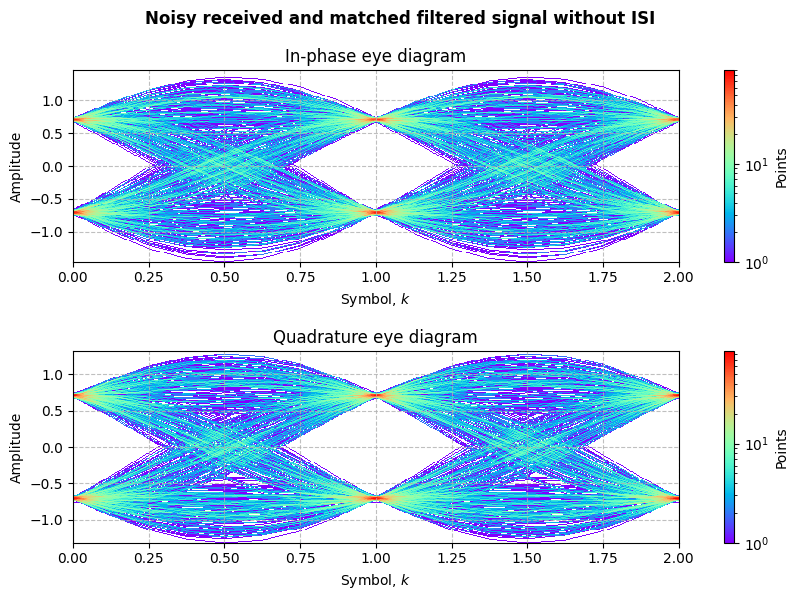 Noisy received and matched filtered signal without ISI
In-phase eye diagram
Amplitude
1.0
0.5
0.0
−0.5
−1.0
0.00 0.25 0.50 0.75 1.00 1.25 1.50 1.75 2.00
Symbol, k
10^1
10^0
Points
Quadrature eye diagram
Amplitude
1.0
0.5
0.0
−0.5
−1.0
0.00 0.25 0.50 0.75 1.00 1.25 1.50 1.75 2.00
Symbol, k
10^1
10^0
Points